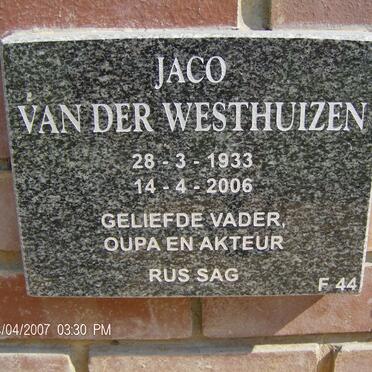 JACO
VAN DER WESTHUIZEN
28 - 3 - 1933
14 - 4 - 2006
GELIEFDE VADER,
OUPA EN AKTEUR
RUS SAG
F 44
/04/2007 03:30 PM